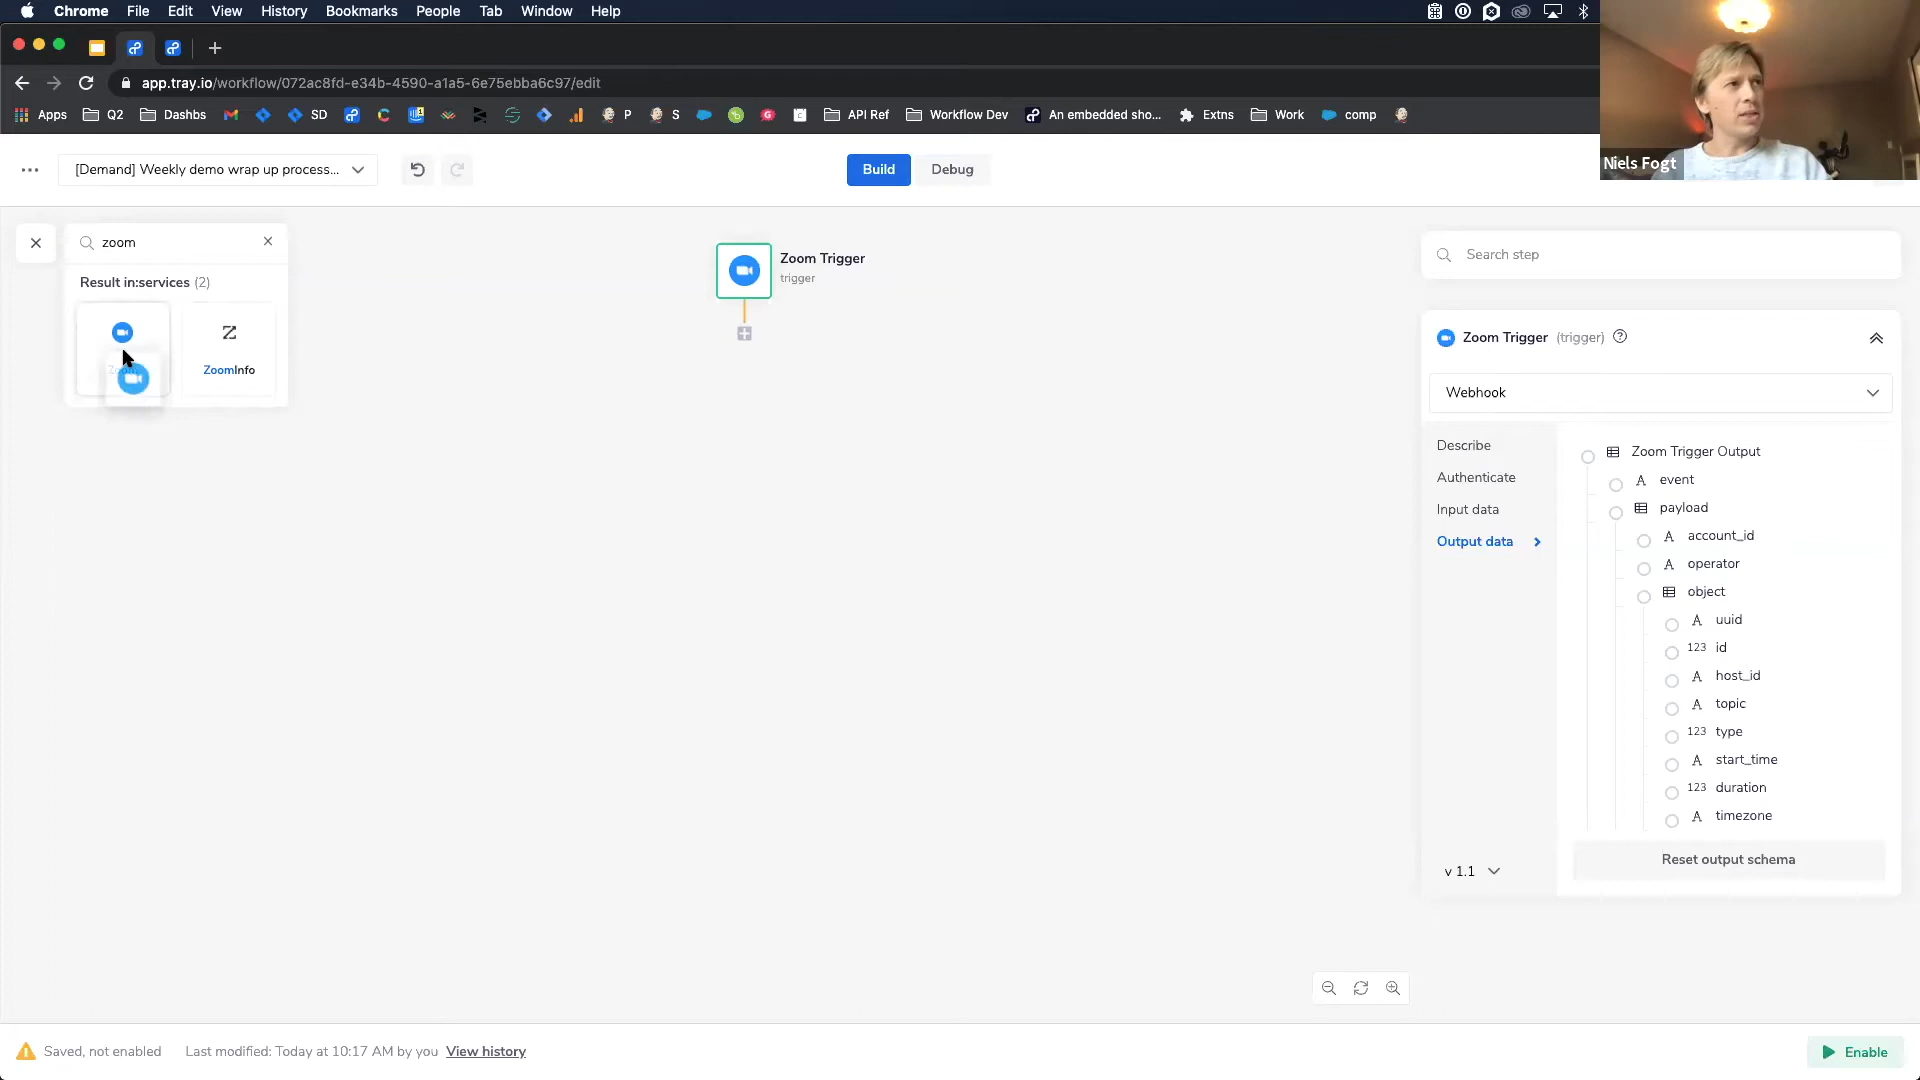 Chrome File Edit View History Bookmarks People Tab Window Help
app.tray.io/workflow/072ac8fd-e34b-4590-a1a5-6e75ebba6c97/edit
Apps Q2 Dashbs SD P S API Ref Workflow Dev An embedded sho... Extns Work comp
Niels Fogt
[Demand] Weekly demo wrap up process...
Build Debug
zoom
Result in:services (2)
ZoomInfo
Zoom Trigger
trigger
Search step
Zoom Trigger (trigger)
Webhook
Describe
Authenticate
Input data
Output data
Zoom Trigger Output
event
payload
account_id
operator
object
uuid
123 id
host_id
topic
123 type
start_time
123 duration
timezone
v 1.1
Reset output schema
Saved, not enabled Last modified: Today at 10:17 AM by you View history
Enable